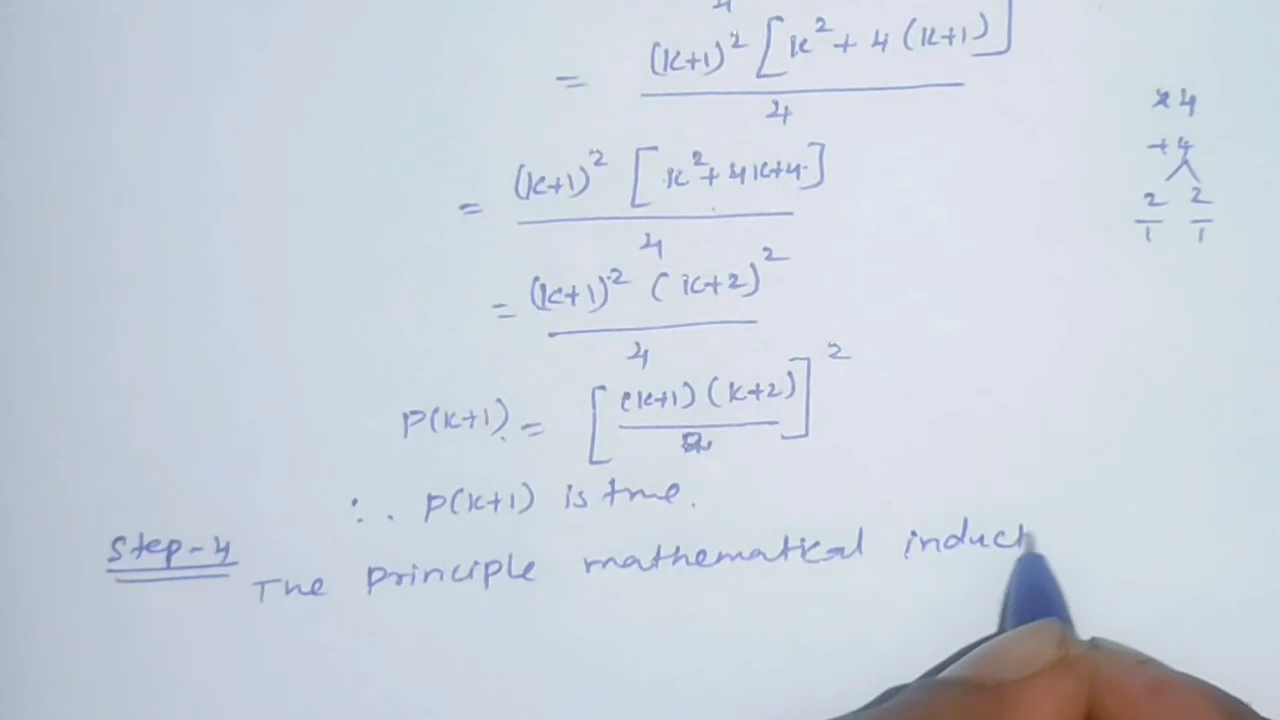 4
= (k+1)² [k² + 4(k+1)]
4
×4
+4
2 2
1 1
= (k+1)² [k² + 4k+4]
4
= (k+1)² (k+2)²
4
P(k+1) = [(k+1)(k+2)]²
2
∴ P(k+1) is true.
Step-4
The principle mathematical induct